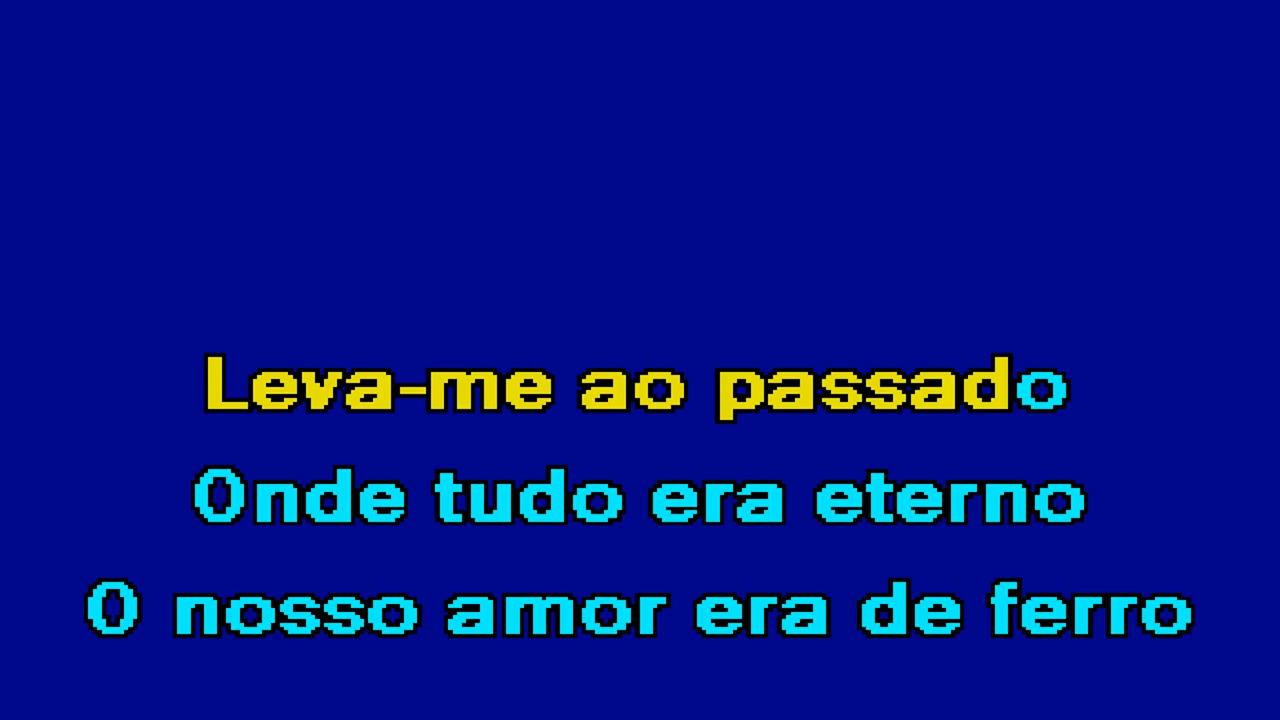 Leva-me ao passado
Onde tudo era eterno
O nosso amor era de ferro